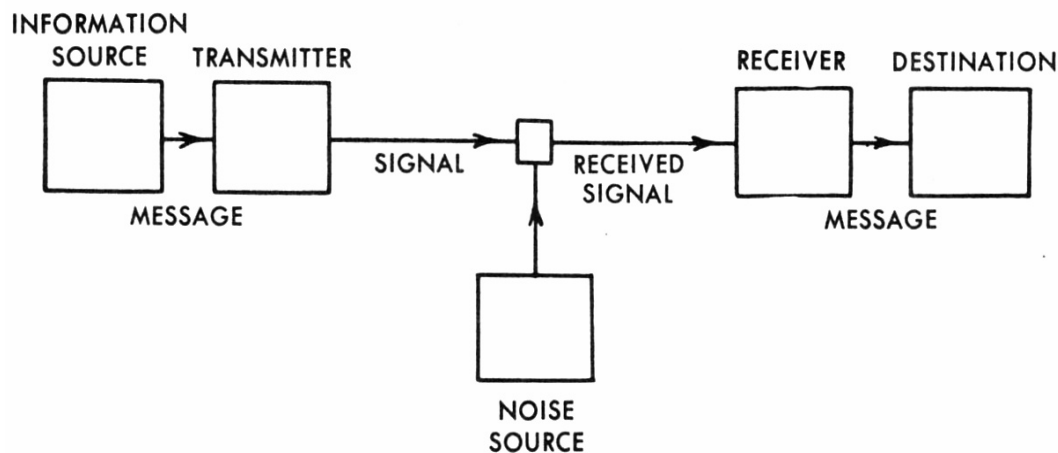 INFORMATION
SOURCE
TRANSMITTER
RECEIVER
DESTINATION
SIGNAL
RECEIVED
SIGNAL
MESSAGE
MESSAGE
NOISE
SOURCE